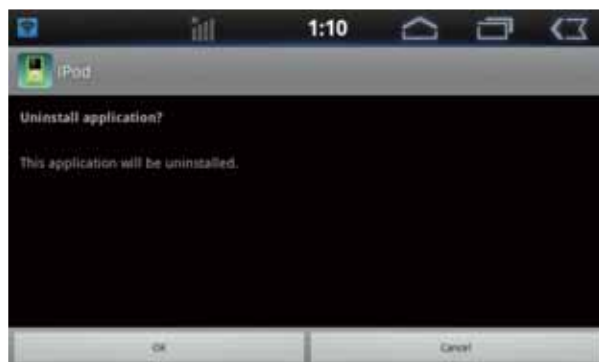 1:10
iPod
Uninstall application?
This application will be uninstalled.
OK
Cancel